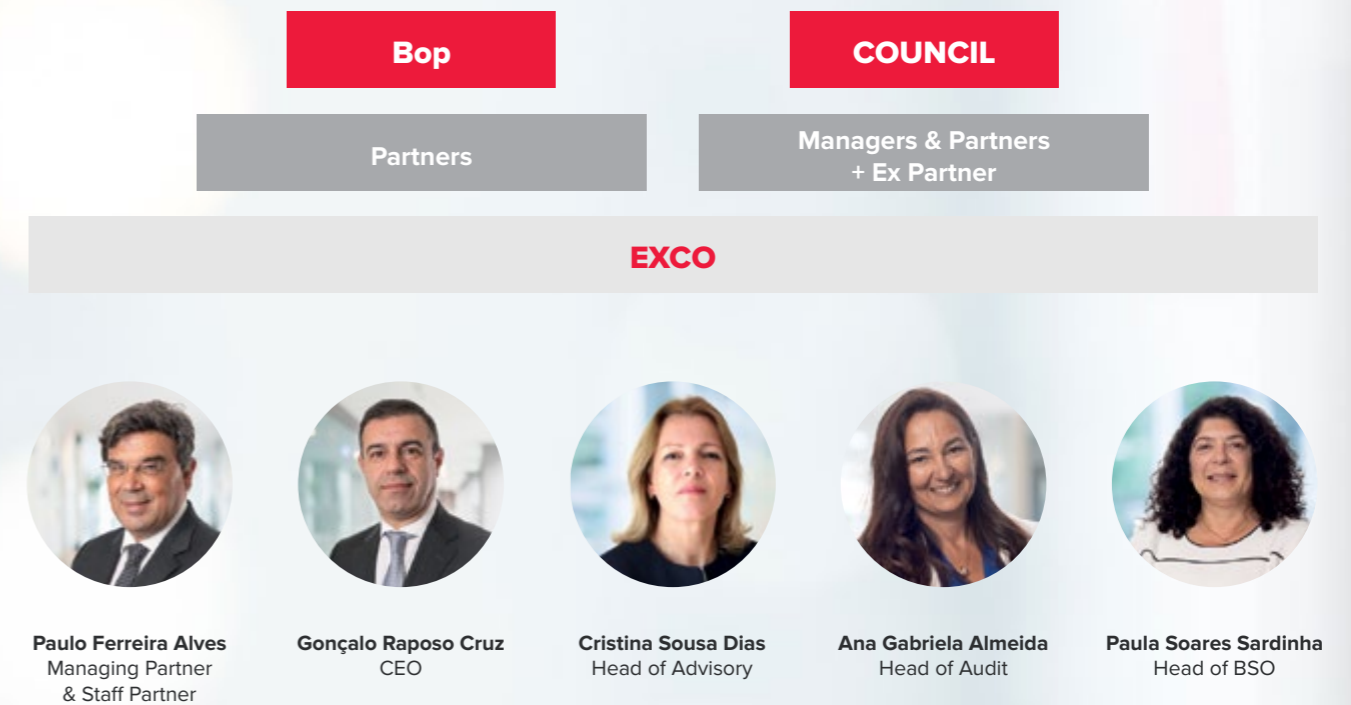 Bop
COUNCIL
Partners
Managers & Partners
+ Ex Partner
EXCO
Paulo Ferreira Alves
Managing Partner
& Staff Partner
Gonçalo Raposo Cruz
CEO
Cristina Sousa Dias
Head of Advisory
Ana Gabriela Almeida
Head of Audit
Paula Soares Sardinha
Head of BSO